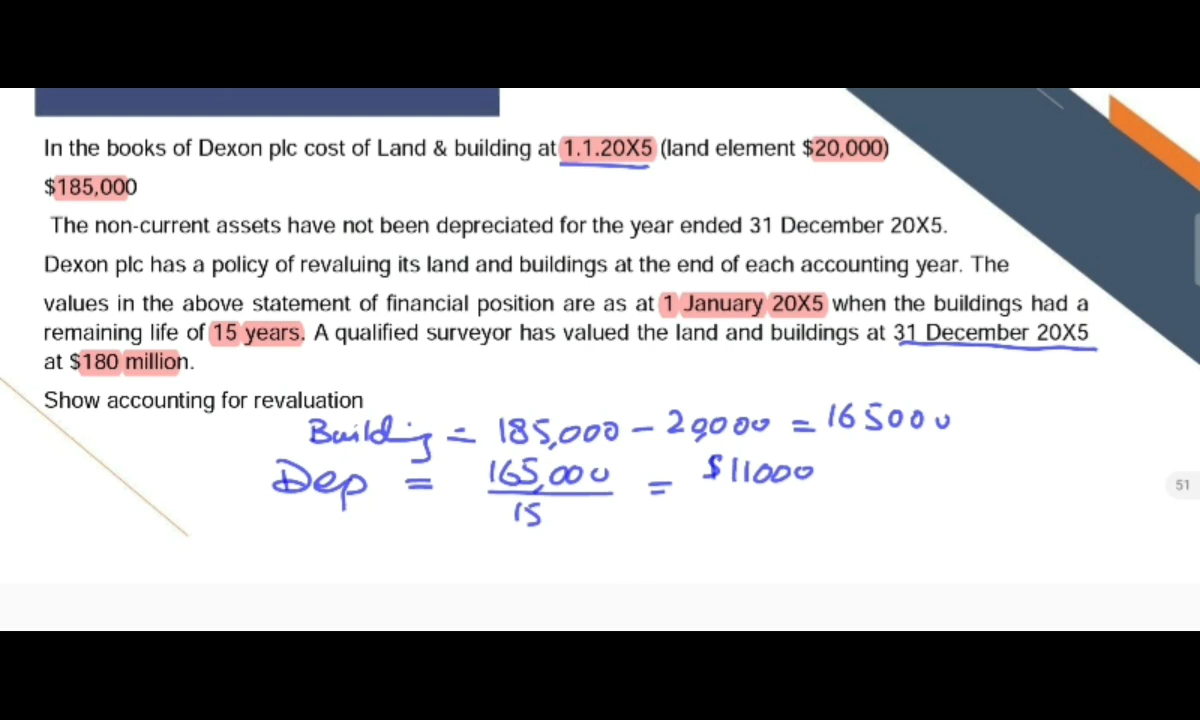 In the books of Dexon plc cost of Land & building at 1.1.20X5 (land element $20,000)
$185,000
The non-current assets have not been depreciated for the year ended 31 December 20X5.
Dexon plc has a policy of revaluing its land and buildings at the end of each accounting year. The
values in the above statement of financial position are as at 1 January 20X5 when the buildings had a
remaining life of 15 years. A qualified surveyor has valued the land and buildings at 31 December 20X5
at $180 million.
Show accounting for revaluation
Building = 185,000 - 20000 = 165000
Dep = 165,000 = $11000
15
51